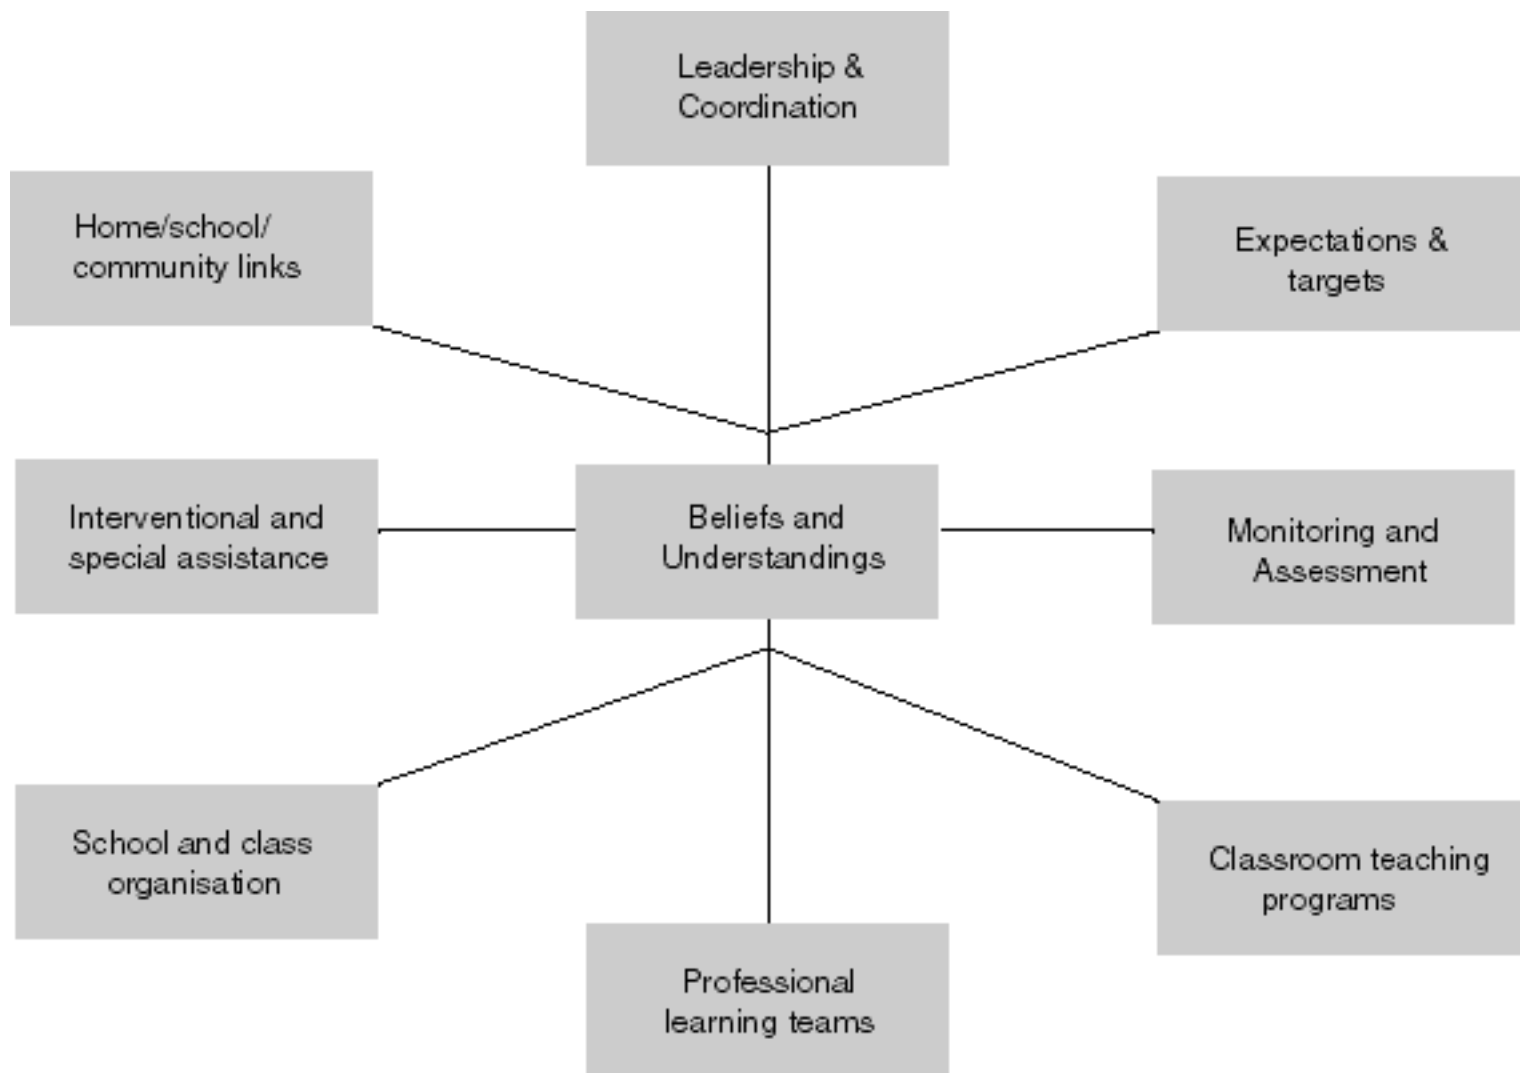 Leadership &
Coordination
Home/school/
community links
Expectations &
targets
Interventional and
special assistance
Beliefs and
Understandings
Monitoring and
Assessment
School and class
organisation
Classroom teaching
programs
Professional
learning teams